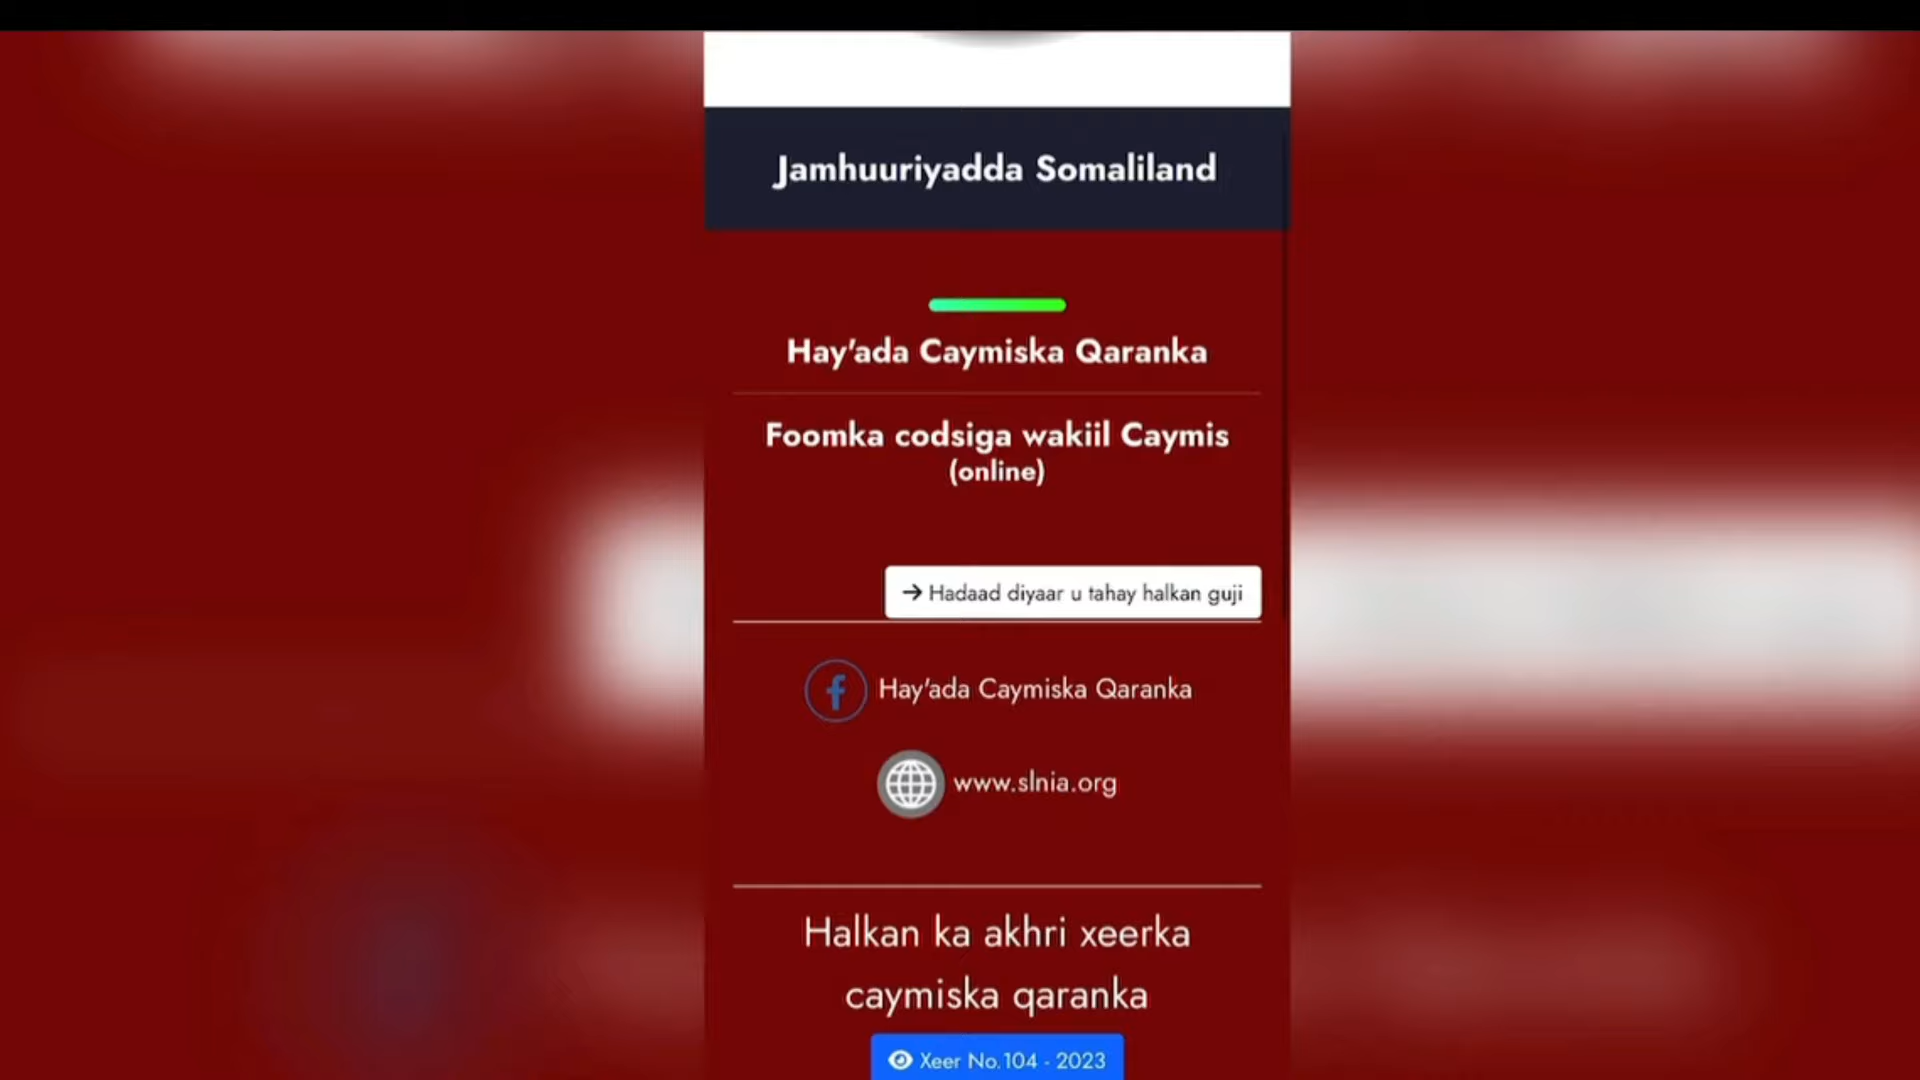 Jamhuuriyadda Somaliland
Hay'ada Caymiska Qaranka
Foomka codsiga wakiil Caymis
(online)
Hadaad diyaar u tahay halkan guji
Hay'ada Caymiska Qaranka
www.slnia.org
Halkan ka akhri xeerka
caymiska qaranka
Xeer No.104 - 2023